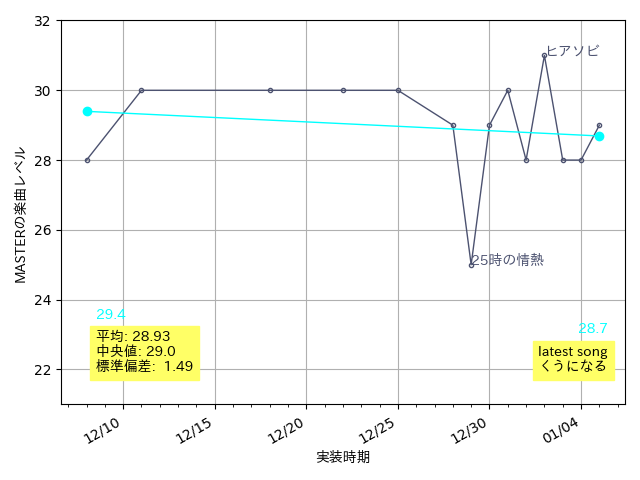 32
30
28
26
24
22
MASTERの楽曲レベル
ヒアソビ
25時の情熱
29.4
平均: 28.93
中央値: 29.0
標準偏差: 1.49
28.7
latest song
くうになる
12/10
12/15
12/20
12/25
12/30
01/04
実装時期